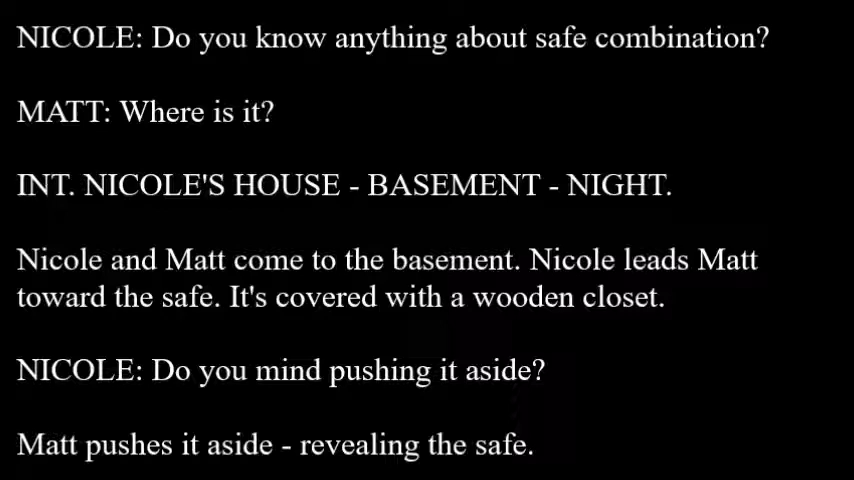 NICOLE: Do you know anything about safe combination?
MATT: Where is it?
INT. NICOLE'S HOUSE - BASEMENT - NIGHT.
Nicole and Matt come to the basement. Nicole leads Matt
toward the safe. It's covered with a wooden closet.
NICOLE: Do you mind pushing it aside?
Matt pushes it aside - revealing the safe.